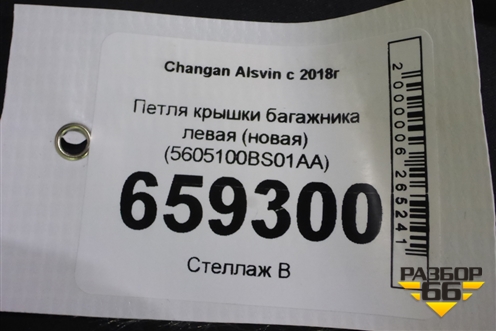 Changan Alsvin с 2018г
Петля крышки багажника
левая (новая)
(5605100BS01AA)
659300
Стеллаж В
2000006265241
РАЗБОР
66